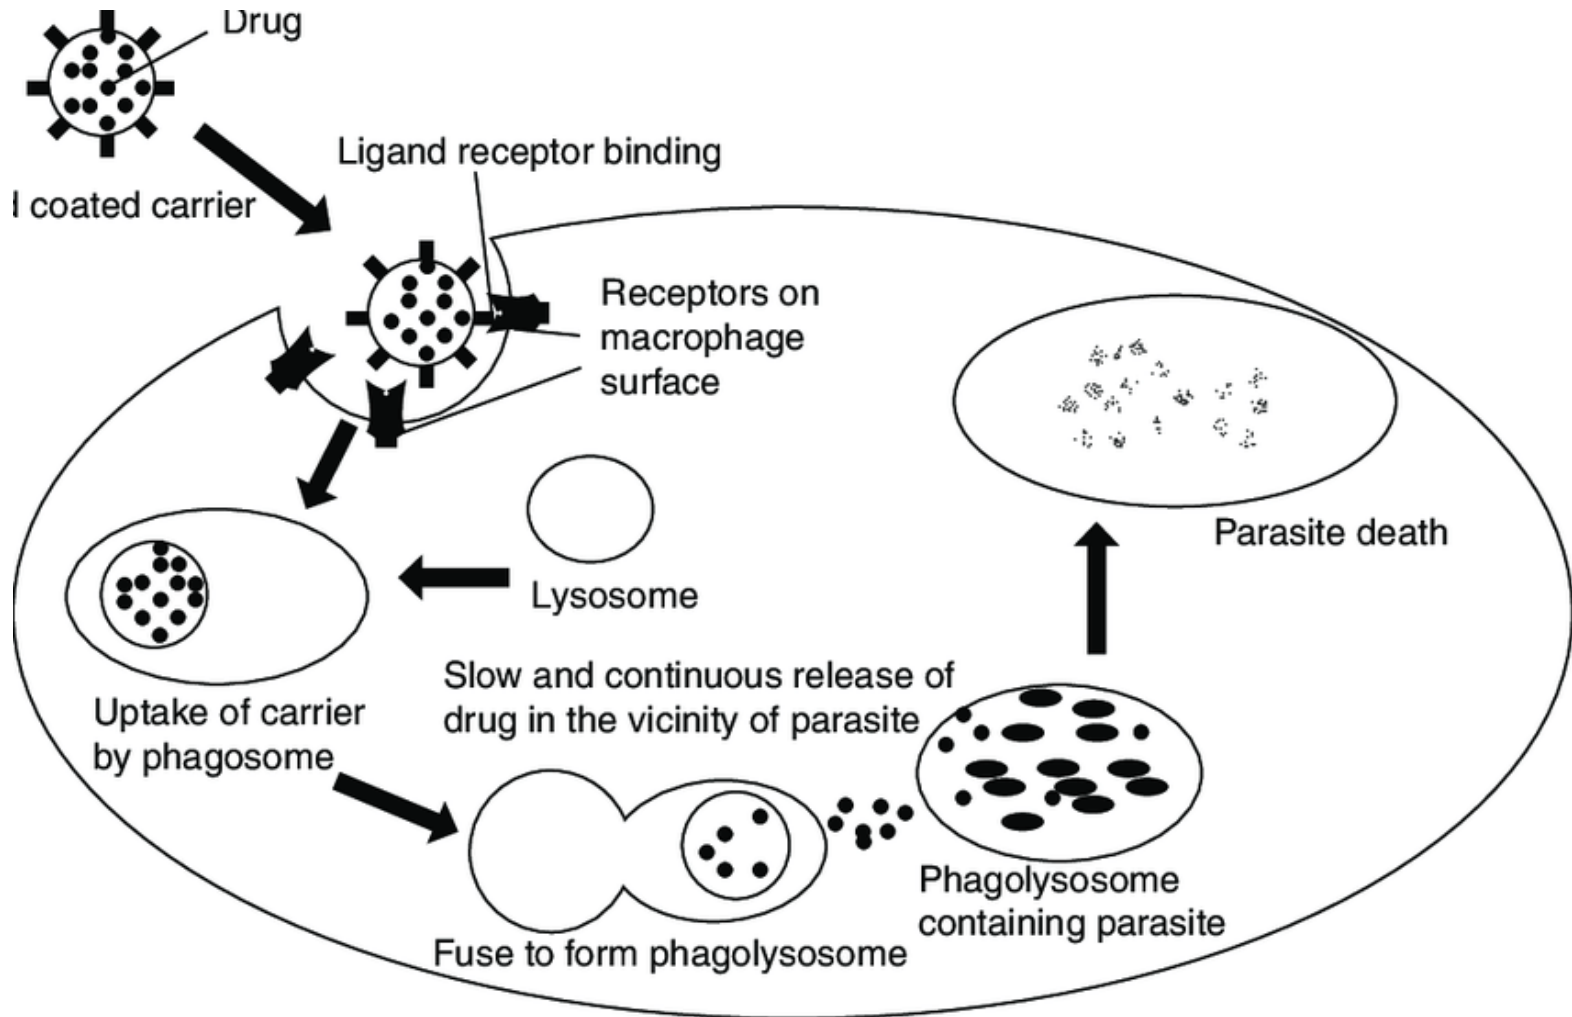 Drug
coated carrier
Ligand receptor binding
Receptors on
macrophage
surface
Lysosome
Parasite death
Uptake of carrier
by phagosome
Slow and continuous release of
drug in the vicinity of parasite
Phagolysosome
containing parasite
Fuse to form phagolysosome